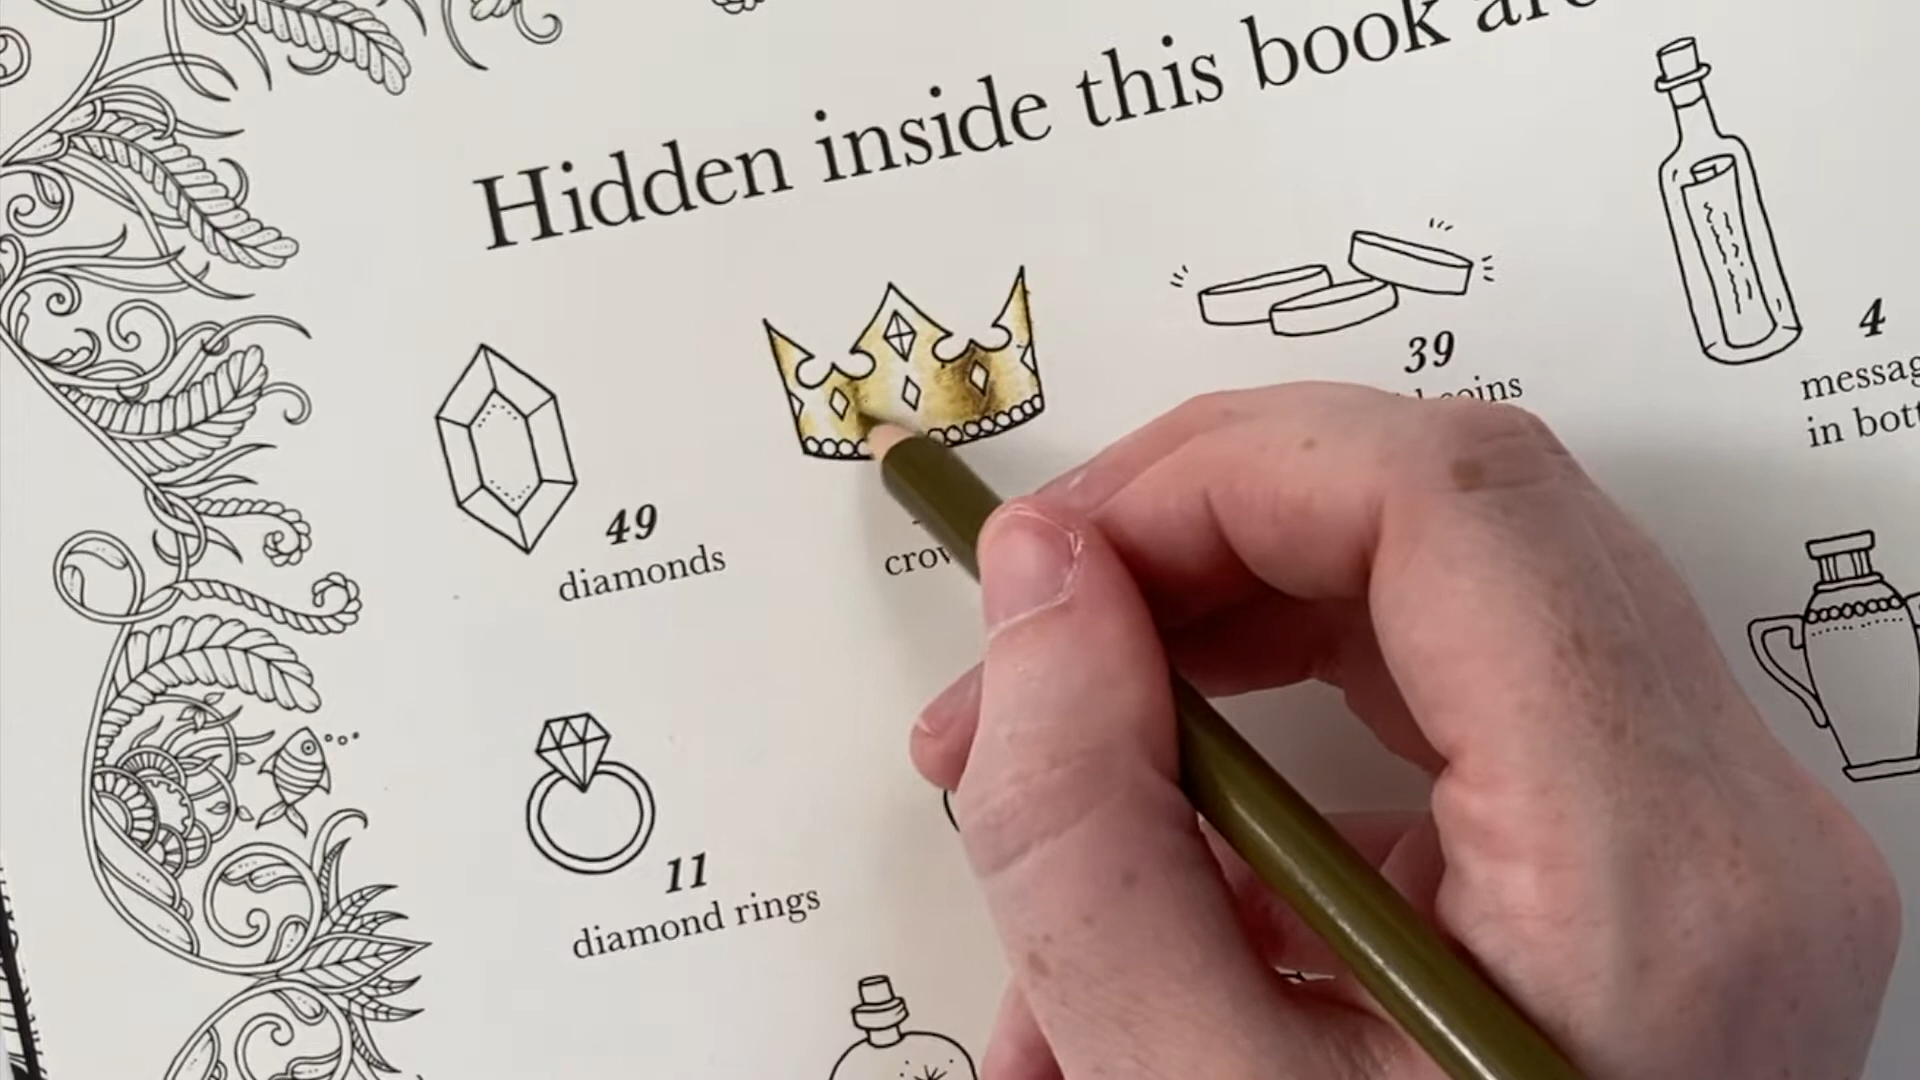 Hidden inside this book
39
4
in
49
diamonds
11
diamond rings